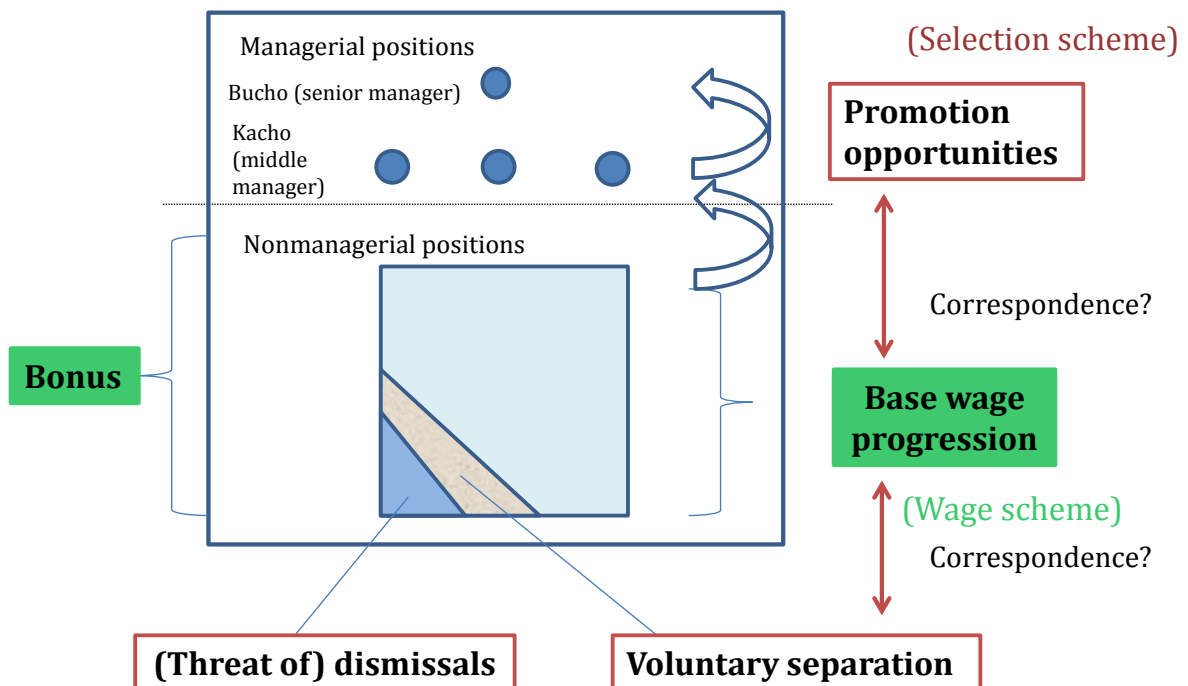 Managerial positions
(Selection scheme)
Bucho (senior manager)
Kacho
(middle
manager)
Promotion
opportunities
Nonmanagerial positions
Correspondence?
Bonus
Base wage
progression
(Wage scheme)
Correspondence?
(Threat of) dismissals
Voluntary separation